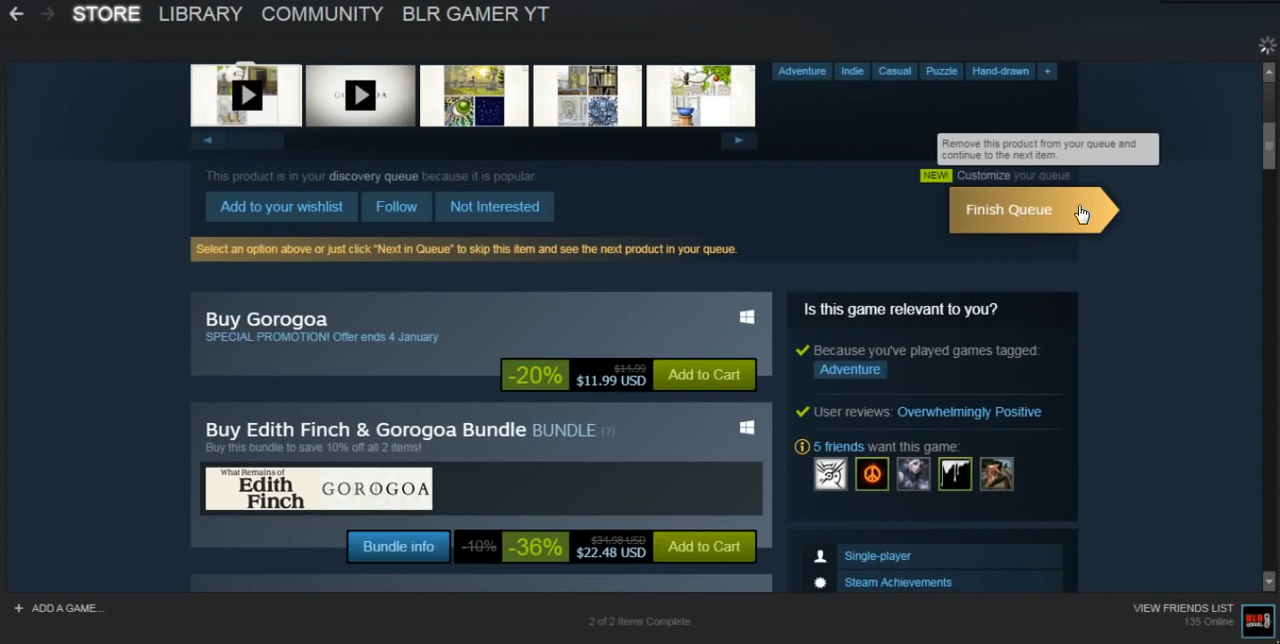 STORE LIBRARY COMMUNITY BLR GAMER YT
GOROGOA
Adventure Indie Casual Puzzle Hand-drawn +
Remove this product from your queue and
continue to the next item.
This product is in your discovery queue because it is popular.
NEW! Customize your queue
Add to your wishlist Follow Not Interested
Finish Queue
Select an option above or just click "Next in Queue" to skip this item and see the next product in your queue.
Buy Gorogoa
SPECIAL PROMOTION! Offer ends 4 January
-20% $14.99 $11.99 USD Add to Cart
Is this game relevant to you?
Because you've played games tagged:
Adventure
User reviews: Overwhelmingly Positive
5 friends want this game:
Buy Edith Finch & Gorogoa Bundle BUNDLE (?)
Buy this bundle to save 10% off all 2 items!
What Remains of
Edith
Finch
GOROGOA
Bundle info -10% -36% $34.98 USD $22.48 USD Add to Cart
Single-player
Steam Achievements
+ ADD A GAME...
2 of 2 Items Complete
VIEW FRIENDS LIST
135 Online
BLR